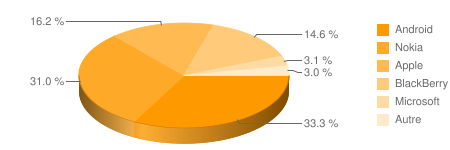 16.2 %
14.6 %
3.1 %
3.0 %
31.0 %
33.3 %
Android
Nokia
Apple
BlackBerry
Microsoft
Autre